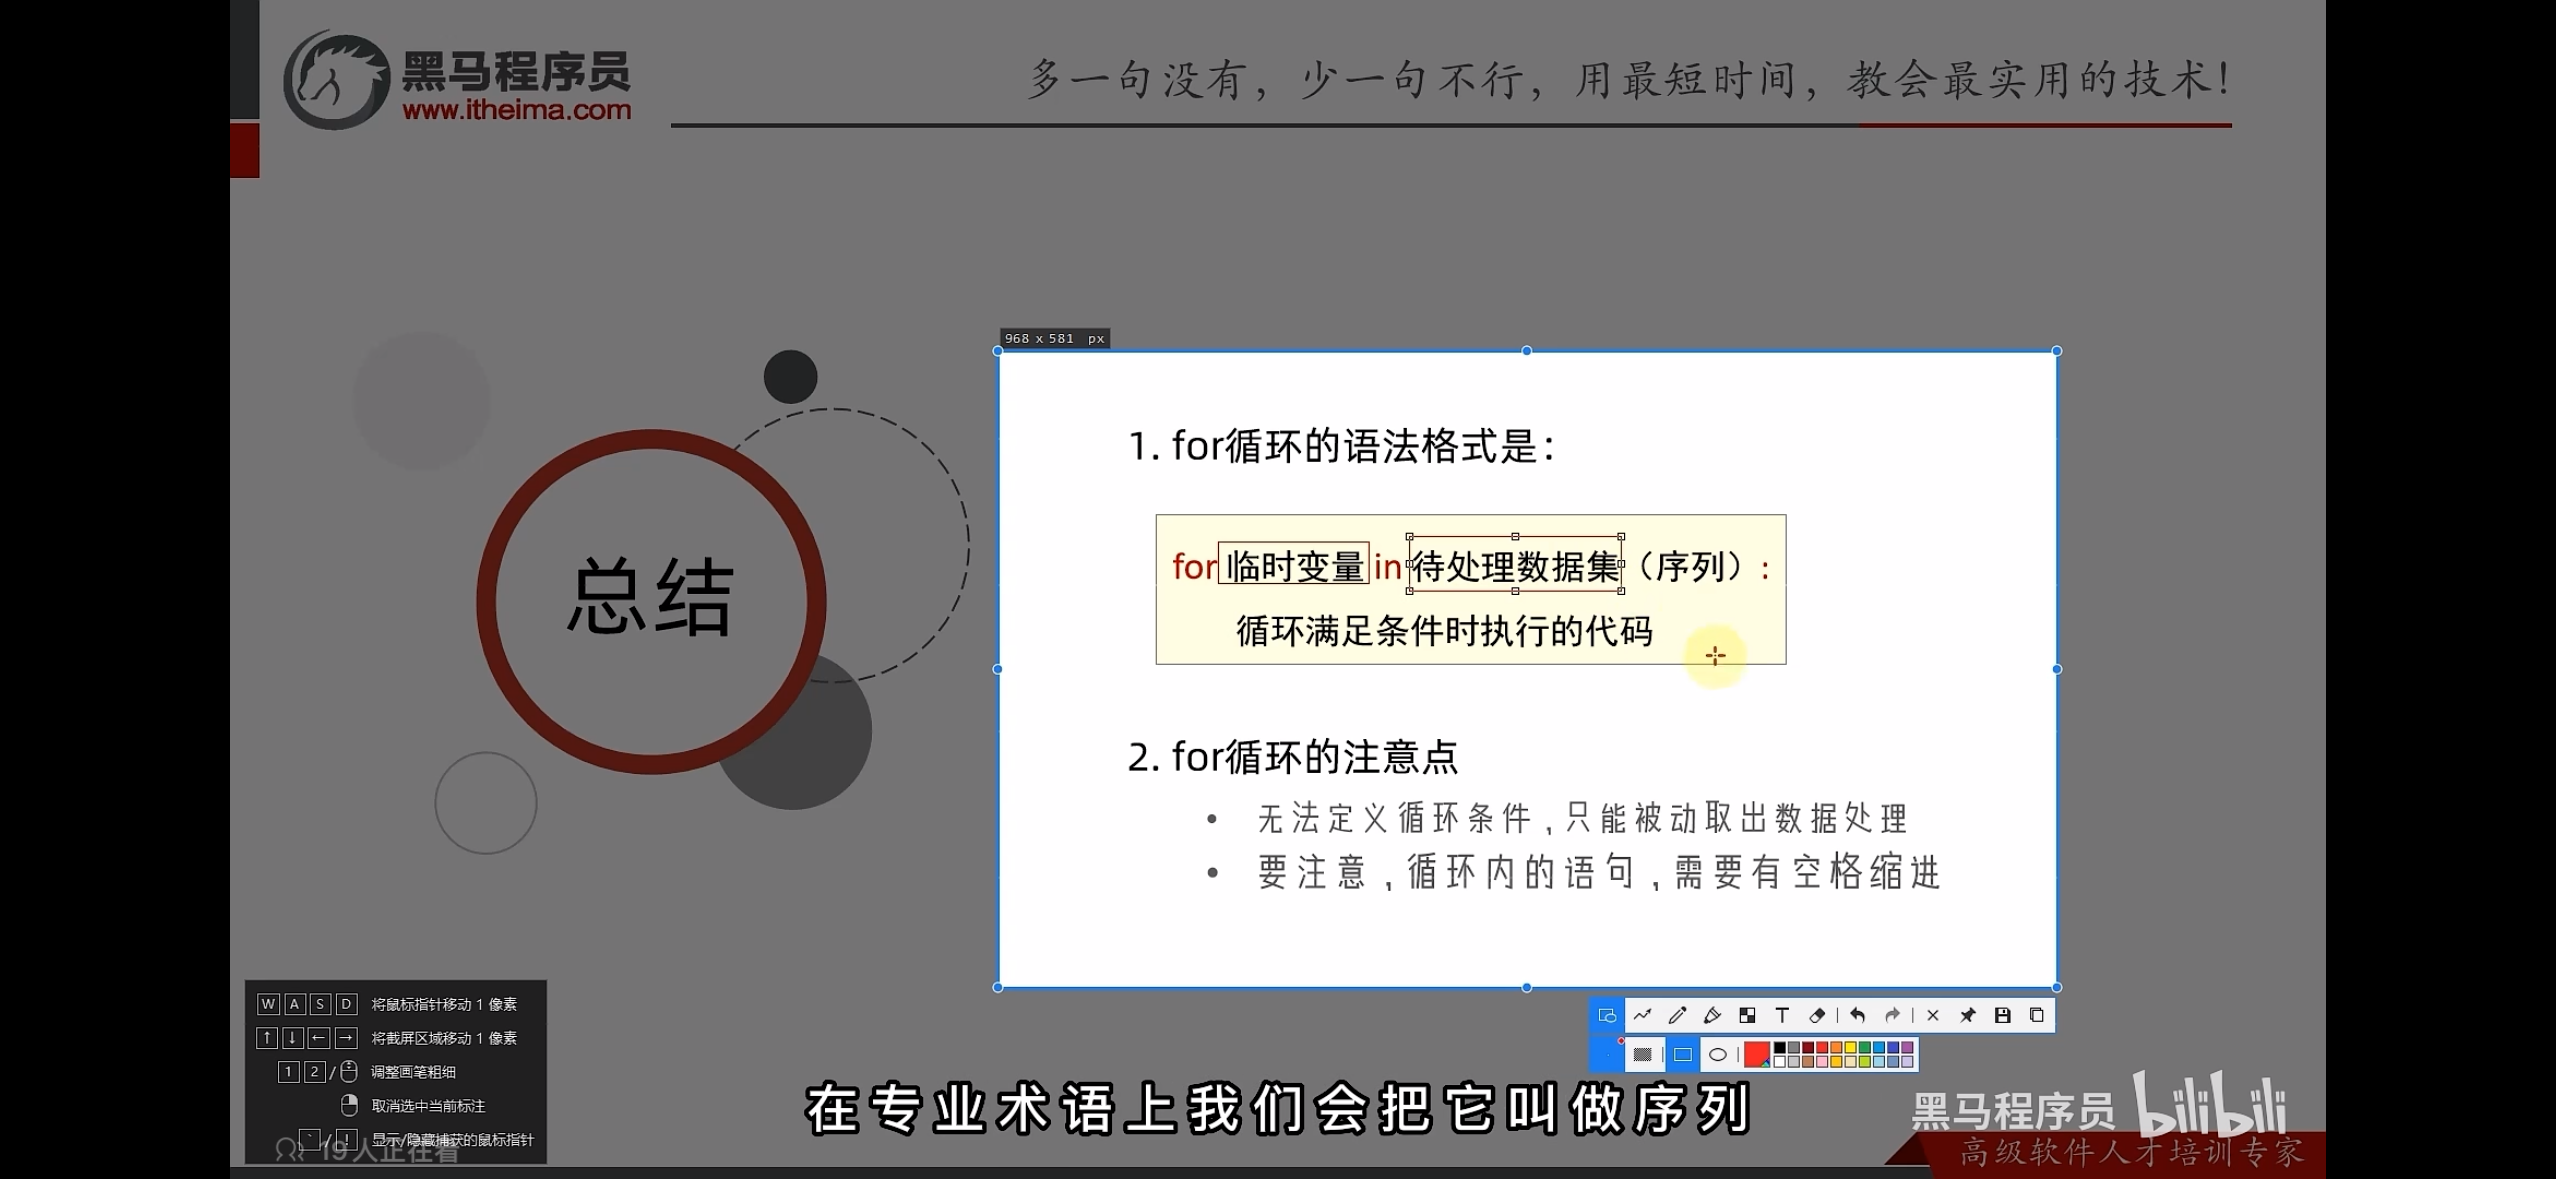 黑马程序员
www.itheima.com
多一句没有，少一句不行，用最短时间，教会最实用的技术！
968 x 581 px
总结
1. for循环的语法格式是：
for 临时变量 in 待处理数据集（序列）:
循环满足条件时执行的代码
2. for循环的注意点
• 无法定义循环条件,只能被动取出数据处理
• 要注意,循环内的语句,需要有空格缩进
W A S D 将鼠标指针移动 1 像素
↑ ↓ ← → 将截屏区域移动 1 像素
1 2 / 调整画笔粗细
取消选中当前标注
` / ! 显示/隐藏捕获的鼠标指针
19人正在看
T
在专业术语上我们会把它叫做序列
黑马程序员 bilibili
高级软件人才培训专家